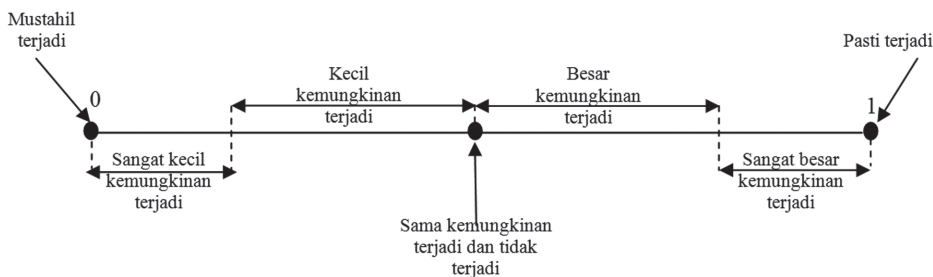 Mustahil
terjadi
Pasti terjadi
Kecil
kemungkinan
terjadi
Besar
kemungkinan
terjadi
0
1
Sangat kecil
kemungkinan
terjadi
Sangat besar
kemungkinan
terjadi
Sama kemungkinan
terjadi dan tidak
terjadi